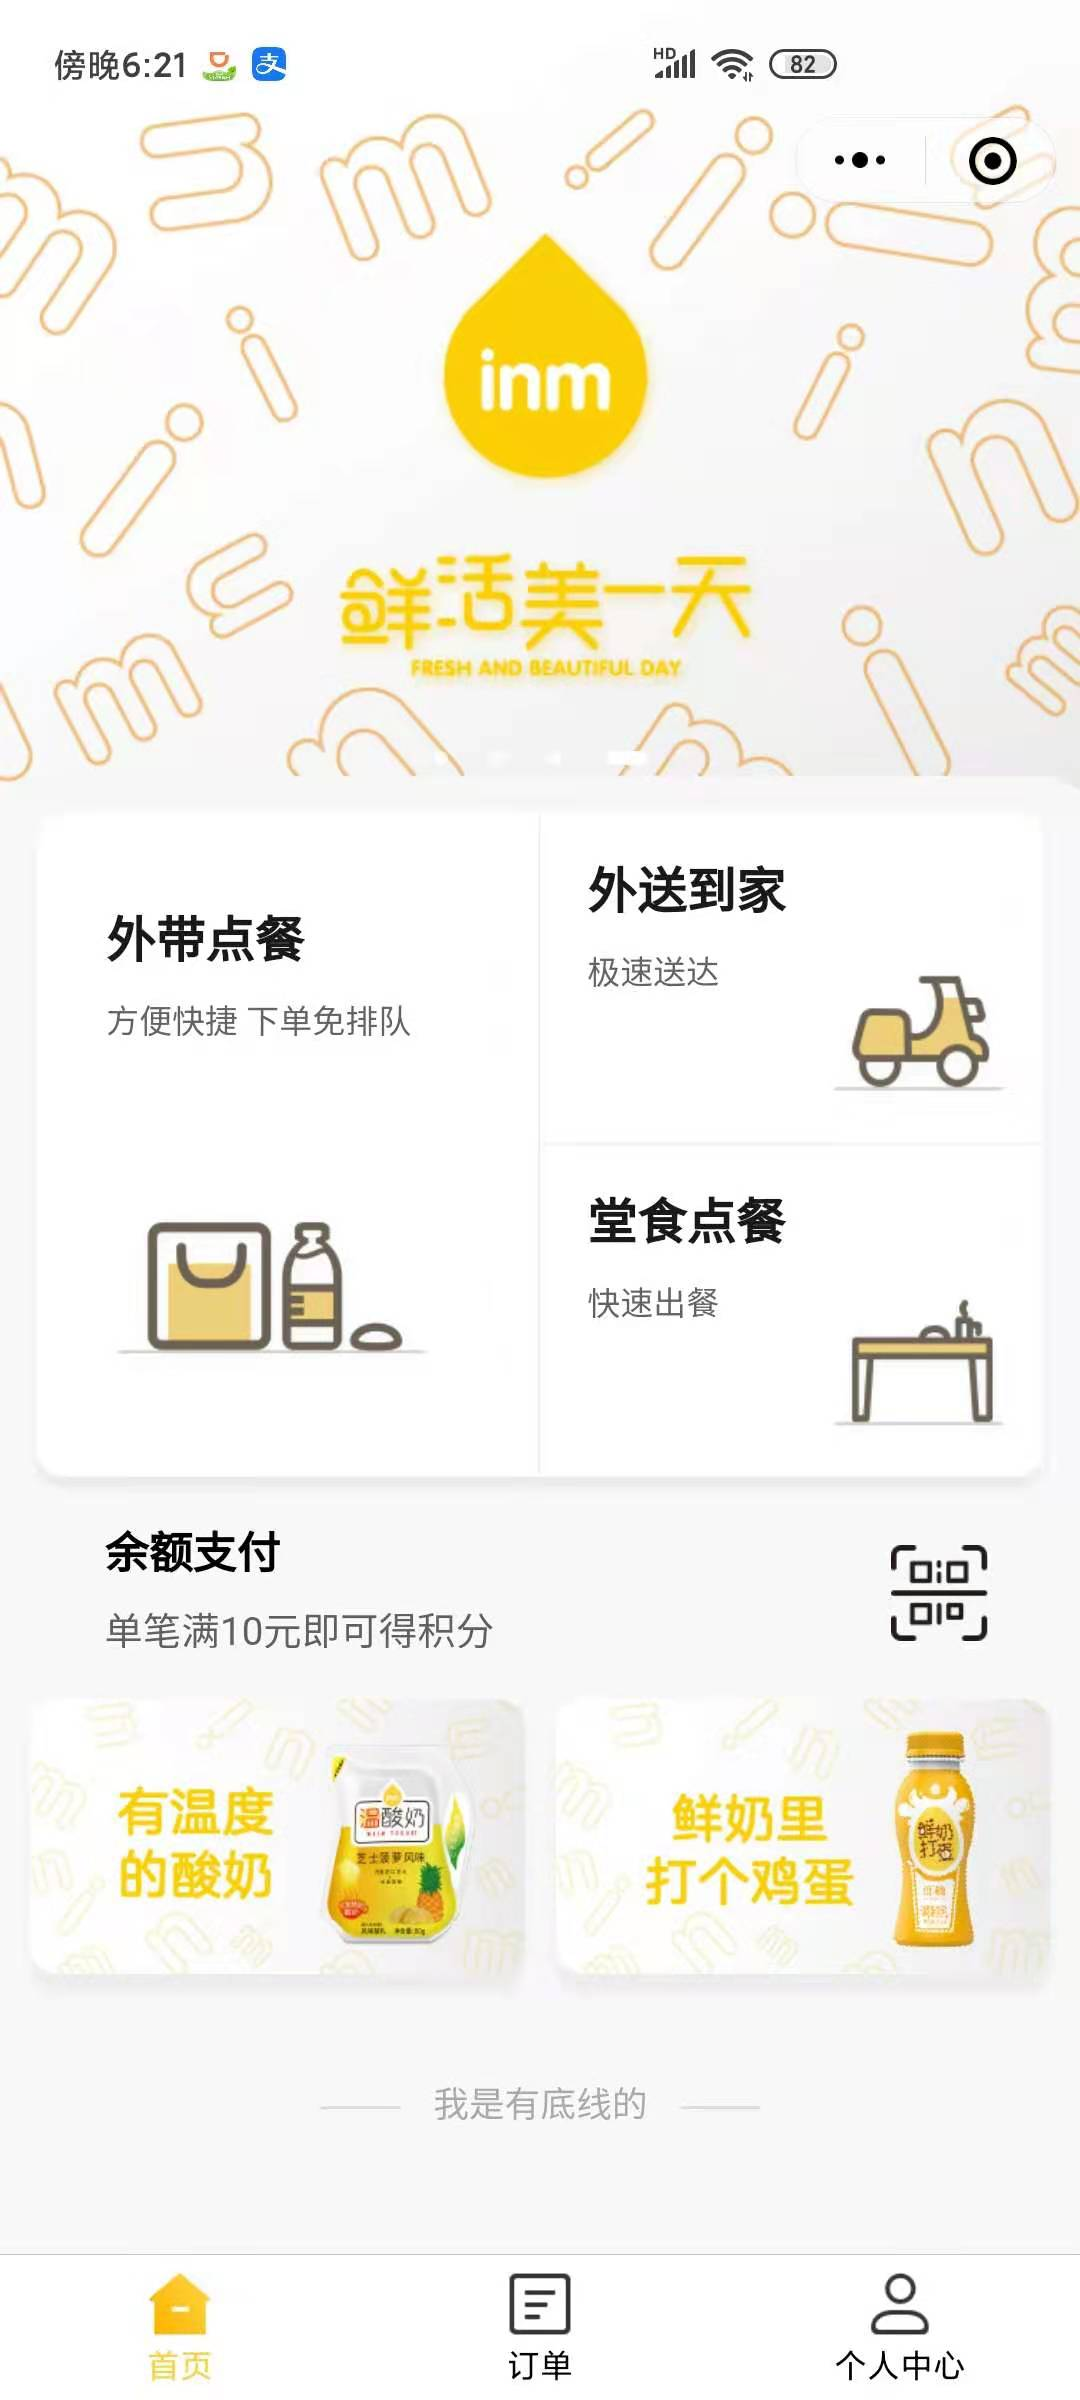 傍晚6:21
HD
82
inm
鲜活美一天
FRESH AND BEAUTIFUL DAY
外带点餐
方便快捷 下单免排队
外送到家
极速送达
堂食点餐
快速出餐
余额支付
单笔满10元即可得积分
有温度
的酸奶
温酸奶
芝士菠萝风味
鲜奶里
打个鸡蛋
鲜奶
打蛋
我是有底线的
首页
订单
个人中心